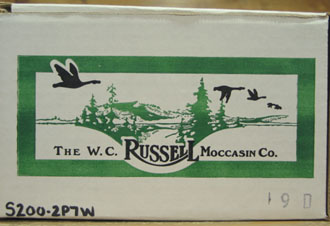 THE W.C. RUSSELL MOCCASIN CO.
S200-2P7W
19 D